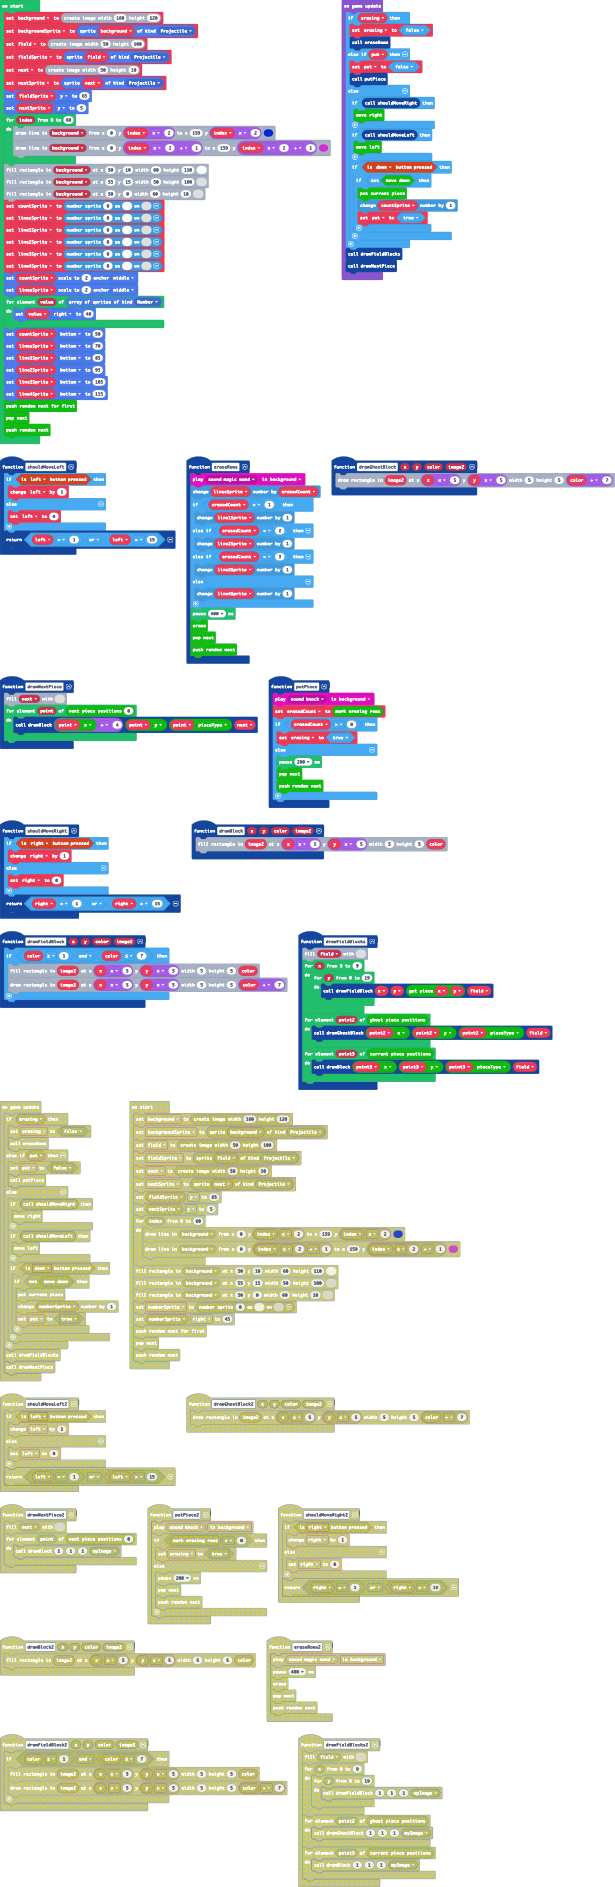 on start
set background to create image width 160 height 120
set backgroundSprite to sprite background of kind Projectile
set field to create image width 50 height 100
set fieldSprite to sprite field of kind Projectile
set next to create image width 50 height 10
set nextSprite to sprite next of kind Projectile
set fieldSprite y to 65
set nextSprite y to 5
for index from 0 to 60
do draw line in background from x 0 y index × 2 to x 159 y index × 2
draw line in background from x 0 y index × 2 + 1 to x 159 y index × 2 + 1
fill rectangle in background at x 50 y 10 width 60 height 110
fill rectangle in background at x 55 y 15 width 50 height 100
fill rectangle in background at x 50 y 0 width 60 height 10
set countSprite to number sprite 0 as on
set linesSprite to number sprite 0 as on
set line1Sprite to number sprite 0 as on
set line2Sprite to number sprite 0 as on
set line3Sprite to number sprite 0 as on
set line4Sprite to number sprite 0 as on
set countSprite scale to 2 anchor middle
set linesSprite scale to 2 anchor middle
for element value of array of sprites of kind Number
do set value right to 48
set countSprite bottom to 50
set linesSprite bottom to 70
set line1Sprite bottom to 85
set line2Sprite bottom to 95
set line3Sprite bottom to 105
set line4Sprite bottom to 115
push random next for first
pop next
push random next
on game update
if erasing then
set erasing to false
call eraseRows
else if put then
set put to false
call putPiece
else
if call shouldMoveRight then
move right
if call shouldMoveLeft then
move left
if is down button pressed then
if not move down then
put current piece
change countSprite number by 1
set put to true
call drawFieldBlocks
call drawNextPiece
function shouldMoveLeft
if is left button pressed then
change left by 1
else
set left to 0
return left = 1 or left > 15
function eraseRows
play sound magic wand in background
change linesSprite number by erasedCount
if erasedCount = 1 then
change line1Sprite number by 1
else if erasedCount = 2 then
change line2Sprite number by 1
else if erasedCount = 3 then
change line3Sprite number by 1
else
change line4Sprite number by 1
pause 400 ms
erase
pop next
push random next
function drawGhostBlock x y color image2
draw rectangle in image2 at x x × 5 y y × 5 width 5 height 5 color + 7
function drawNextPiece
fill next with
for element point of next piece positions 0
do call drawBlock point x + 4 point y point pieceType next
function putPiece
play sound knock in background
set erasedCount to mark erasing rows
if erasedCount > 0 then
set erasing to true
else
pause 200 ms
pop next
push random next
function shouldMoveRight
if is right button pressed then
change right by 1
else
set right to 0
return right = 1 or right > 15
function drawBlock x y color image2
fill rectangle in image2 at x x × 5 y y × 5 width 5 height 5 color
function drawFieldBlock x y color image2
if color ≥ 1 and color ≤ 7 then
fill rectangle in image2 at x x × 5 y y × 5 width 5 height 5 color
draw rectangle in image2 at x x × 5 y y × 5 width 5 height 5 color + 7
function drawFieldBlocks
fill field with
for x from 0 to 9
do for y from 0 to 19
do call drawFieldBlock x y get piece x y field
for element point2 of ghost piece positions
do call drawGhostBlock point2 x point2 y point2 pieceType field
for element point3 of current piece positions
do call drawBlock point3 x point3 y point3 pieceType field
on game update
if erasing then
set erasing to false
call eraseRows
else if put then
set put to false
call putPiece
else
if call shouldMoveRight then
move right
if call shouldMoveLeft then
move left
if is down button pressed then
if not move down then
put current piece
change numberSprite number by 1
set put to true
call drawFieldBlocks
call drawNextPiece
on start
set background to create image width 160 height 120
set backgroundSprite to sprite background of kind Projectile
set field to create image width 50 height 100
set fieldSprite to sprite field of kind Projectile
set next to create image width 50 height 10
set nextSprite to sprite next of kind Projectile
set fieldSprite y to 65
set nextSprite y to 5
for index from 0 to 60
do draw line in background from x 0 y index × 2 to x 159 y index × 2
draw line in background from x 0 y index × 2 + 1 to x 159 y index × 2 + 1
fill rectangle in background at x 50 y 10 width 60 height 110
fill rectangle in background at x 55 y 15 width 50 height 100
fill rectangle in background at x 50 y 0 width 60 height 10
set numberSprite to number sprite 0 as on
set numberSprite right to 45
push random next for first
pop next
push random next
function shouldMoveLeft2
if is left button pressed then
change left by 1
else
set left to 0
return left = 1 or left > 15
function drawGhostBlock2 x y color image2
draw rectangle in image2 at x x × 5 y y × 5 width 5 height 5 color + 7
function drawNextPiece2
fill next with
for element point of next piece positions 0
do call drawBlock 1 1 1 myImage
function putPiece2
play sound knock in background
if mark erasing rows > 0 then
set erasing to true
else
pause 200 ms
pop next
push random next
function shouldMoveRight2
if is right button pressed then
change right by 1
else
set right to 0
return right = 1 or right > 15
function drawBlock2 x y color image2
fill rectangle in image2 at x x × 5 y y × 5 width 5 height 5 color
function eraseRows2
play sound magic wand in background
pause 400 ms
erase
pop next
push random next
function drawFieldBlock2 x y color image2
if color ≥ 1 and color ≤ 7 then
fill rectangle in image2 at x x × 5 y y × 5 width 5 height 5 color
draw rectangle in image2 at x x × 5 y y × 5 width 5 height 5 color + 7
function drawFieldBlocks2
fill field with
for x from 0 to 9
do for y from 0 to 19
do call drawFieldBlock 1 1 1 myImage
for element point2 of ghost piece positions
do call drawGhostBlock 1 1 1 myImage
for element point3 of current piece positions
do call drawBlock 1 1 1 myImage